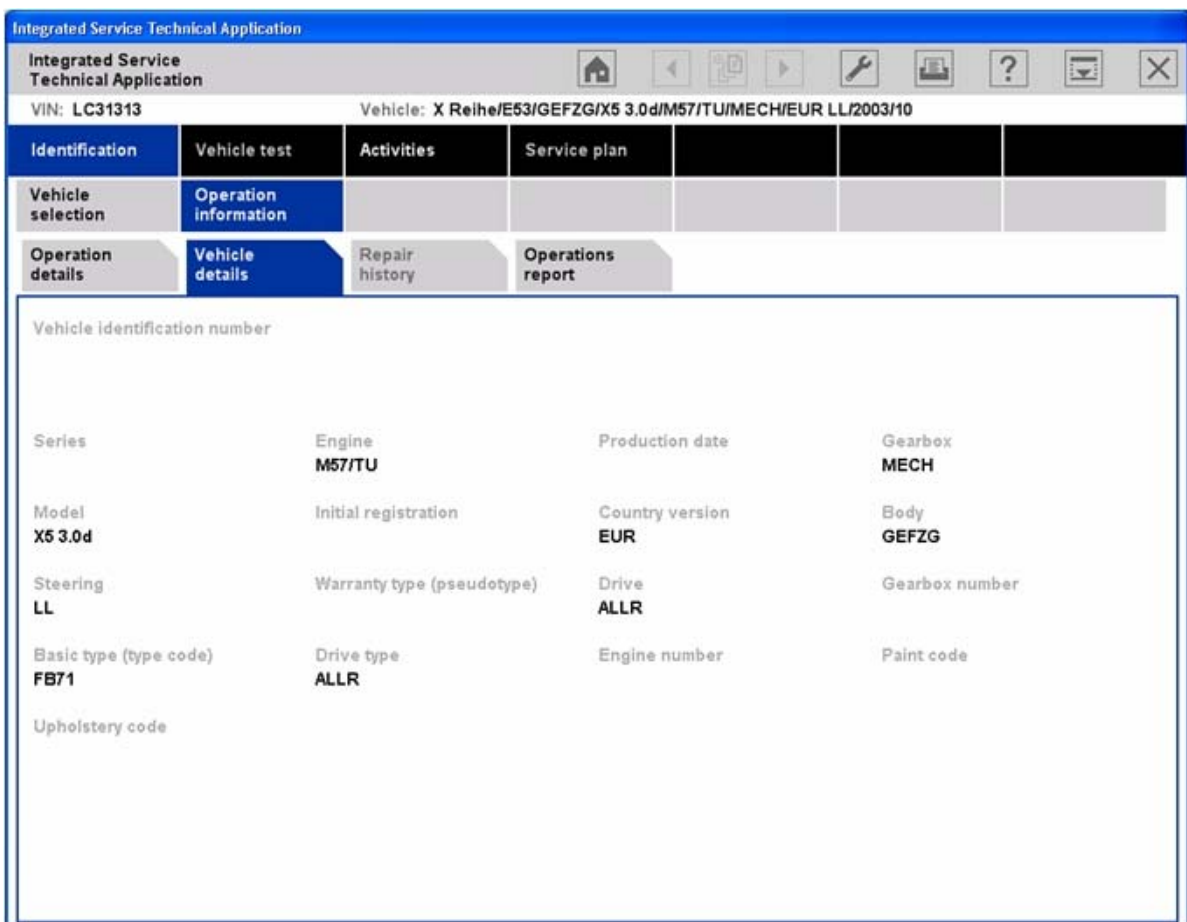 Integrated Service Technical Application
Integrated Service
Technical Application
VIN: LC31313 Vehicle: X Reihe/E53/GEFZG/X5 3.0d/M57/TU/MECH/EUR LL/2003/10
Identification Vehicle test Activities Service plan
Vehicle selection Operation information
Operation details Vehicle details Repair history Operations report
Vehicle identification number
Series Engine Production date Gearbox
M57/TU MECH
Model Initial registration Country version Body
X5 3.0d EUR GEFZG
Steering Warranty type (pseudotype) Drive Gearbox number
LL ALLR
Basic type (type code) Drive type Engine number Paint code
FB71 ALLR
Upholstery code